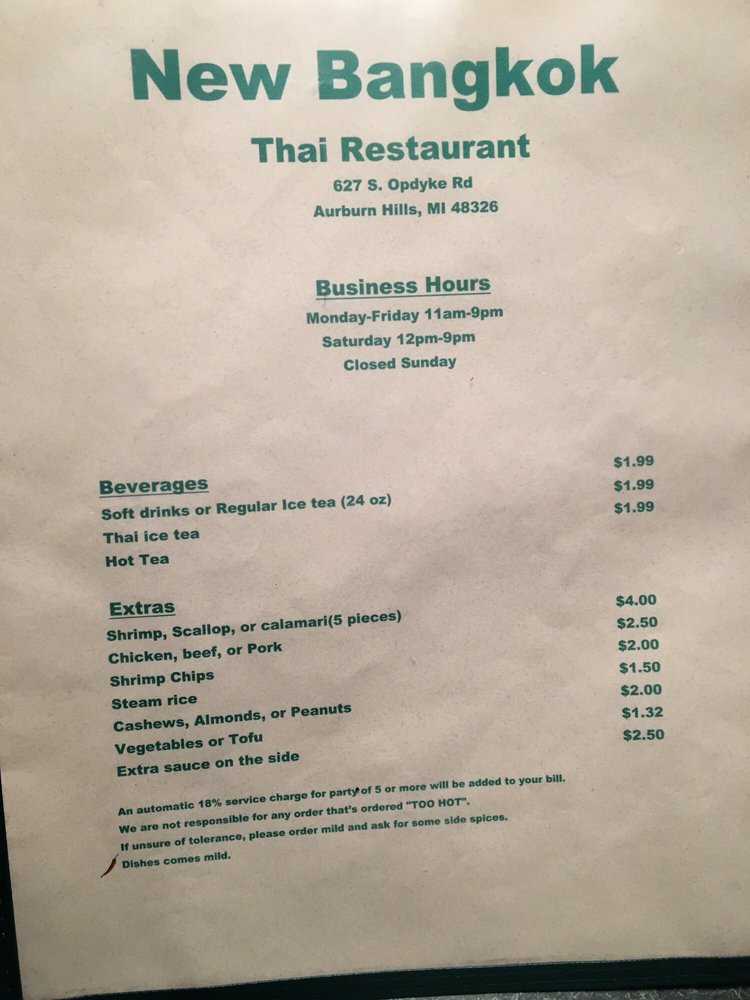 New Bangkok
Thai Restaurant
627 S. Opdyke Rd
Aurburn Hills, MI 48326
Business Hours
Monday-Friday 11am-9pm
Saturday 12pm-9pm
Closed Sunday
Beverages
Soft drinks or Regular Ice tea (24 oz) $1.99
Thai ice tea $1.99
Hot Tea $1.99
Extras
Shrimp, Scallop, or calamari(5 pieces) $4.00
Chicken, beef, or Pork $2.50
Shrimp Chips $2.00
Steam rice $1.50
Cashews, Almonds, or Peanuts $2.00
Vegetables or Tofu $1.32
Extra sauce on the side $2.50
An automatic 18% service charge for party of 5 or more will be added to your bill.
We are not responsible for any order that's ordered "TOO HOT".
If unsure of tolerance, please order mild and ask for some side spices.
Dishes comes mild.